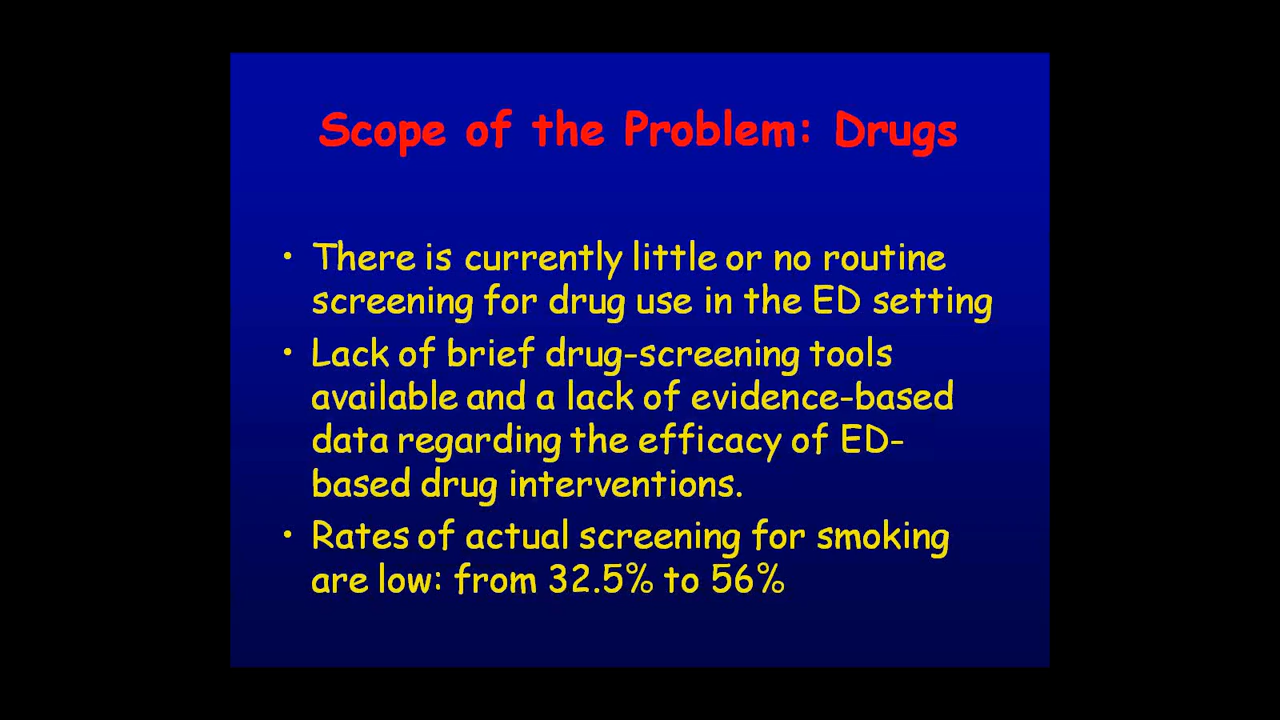 Scope of the Problem: Drugs
• There is currently little or no routine
screening for drug use in the ED setting
• Lack of brief drug-screening tools
available and a lack of evidence-based
data regarding the efficacy of ED-
based drug interventions.
• Rates of actual screening for smoking
are low: from 32.5% to 56%